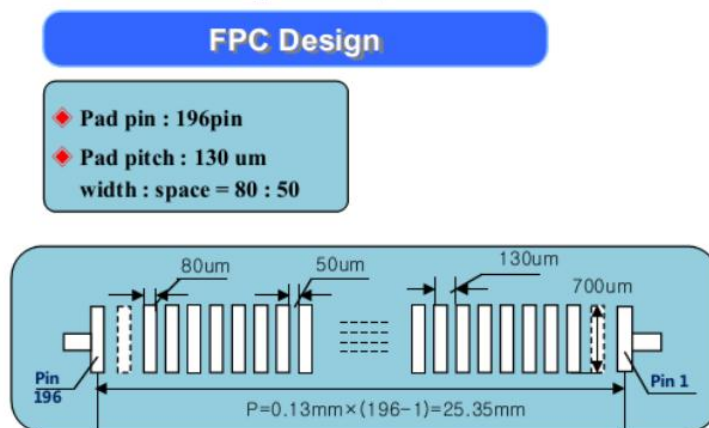 FPC Design
Pad pin : 196pin
Pad pitch : 130 um
width : space = 80 : 50
80um
50um
130um
700um
Pin
196
Pin 1
P=0.13mm×(196-1)=25.35mm